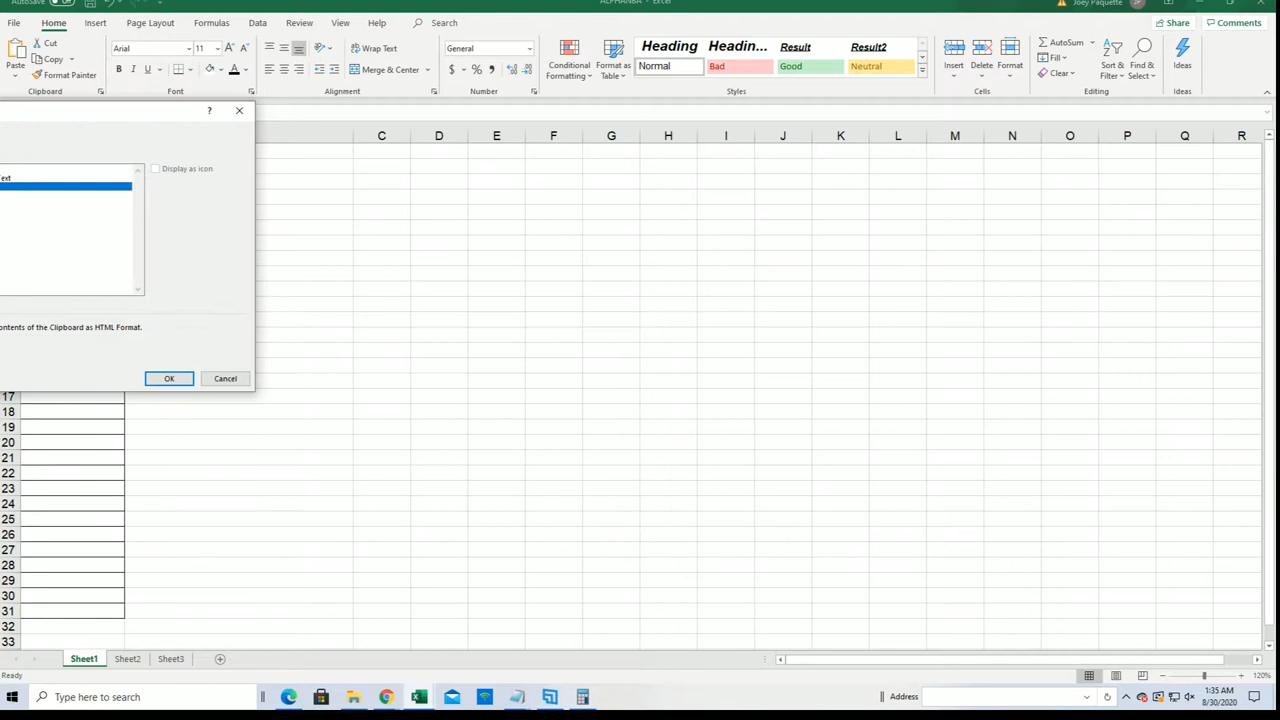 AutoSave Off ALPHANBA - Excel Joey Paquette JP
File Home Insert Page Layout Formulas Data Review View Help Search Share Comments
Cut Arial 11 Wrap Text General Heading Headin... Result Result2 AutoSum
Copy Fill
Paste Format Painter B I U A Merge & Center $ % , Conditional Formatting Format as Table Normal Bad Good Neutral Insert Delete Format Clear Sort & Filter Find & Select Ideas
Clipboard Font Alignment Number Styles Cells Editing Ideas
? ×
C D E F G H I J K L M N O P Q R
Display as icon
ontents of the Clipboard as HTML Format.
OK Cancel
17
18
19
20
21
22
23
24
25
26
27
28
29
30
31
32
33
Sheet1 Sheet2 Sheet3
Ready 120%
Type here to search Address 1:35 AM
8/30/2020